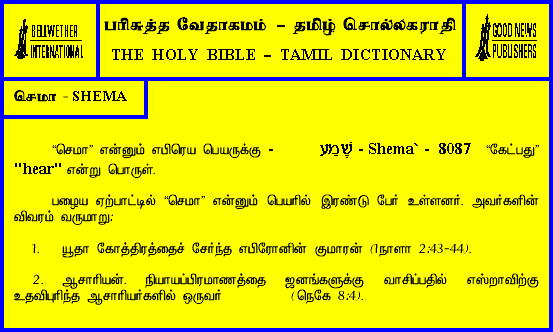 BELLWETHER
INTERNATIONAL
பரிசுத்த வேதாகமம் – தமிழ் சொல்லகராதி
THE HOLY BIBLE – TAMIL DICTIONARY
GOOD NEWS
PUBLISHERS
செமா - SHEMA
“செமா” என்னும் எபிரெய பெயருக்கு - שֶׁמַע - Shema` - 8087 “கேட்பது”
"hear" என்று பொருள்.
பழைய ஏற்பாட்டில் “செமா” என்னும் பெயரில் இரண்டு பேர் உள்ளனர். அவர்களின்
விவரம் வருமாறு:
1. யூதா கோத்திரத்தைச் சேர்ந்த எபிரோனின் குமாரன் (1நாளா 2:43-44).
2. ஆசாரியன். நியாயப்பிரமாணத்தை ஜனங்களுக்கு வாசிப்பதில் எஸ்றாவிற்கு
உதவிபுரிந்த ஆசாரியர்களில் ஒருவர் (நெகே 8:4).